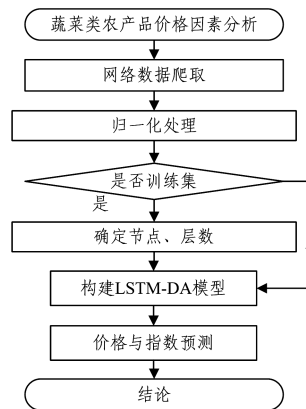 蔬菜类农产品价格因素分析
网络数据爬取
归一化处理
是否训练集
是
确定节点、层数
构建LSTM-DA模型
价格与指数预测
结论